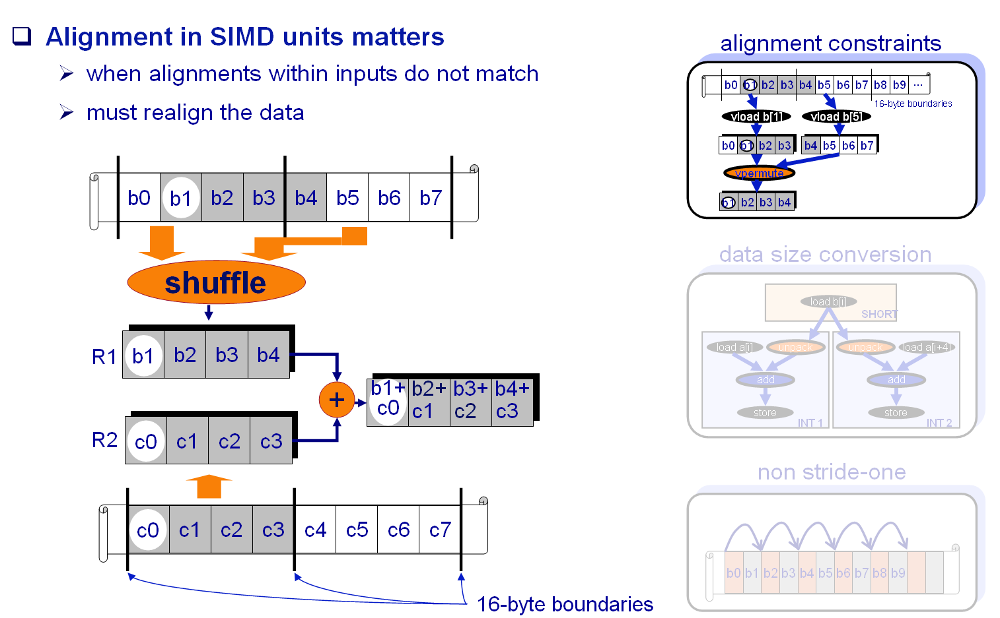 Alignment in SIMD units matters
when alignments within inputs do not match
must realign the data
b0 b1 b2 b3 b4 b5 b6 b7
shuffle
R1 b1 b2 b3 b4
+
b1+ b2+ b3+ b4+
c0 c1 c2 c3
R2 c0 c1 c2 c3
c0 c1 c2 c3 c4 c5 c6 c7
16-byte boundaries
alignment constraints
b0 b1 b2 b3 b4 b5 b6 b7 b8 b9 ...
16-byte boundaries
vload b[1] vload b[5]
b0 b1 b2 b3 b4 b5 b6 b7
vpermute
b1 b2 b3 b4
data size conversion
load b[i]
SHORT
load a[i] unpack unpack load a[i+4]
add add
store store
INT 1 INT 2
non stride-one
b0 b1 b2 b3 b4 b5 b6 b7 b8 b9